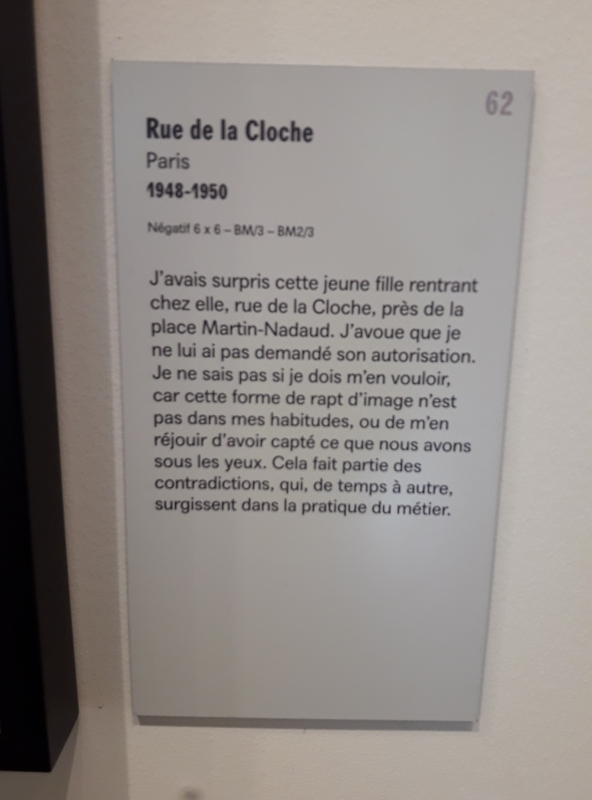 62
Rue de la Cloche
Paris
1948-1950
Négatif 6 x 6 – BM/3 – BM2/3
J'avais surpris cette jeune fille rentrant
chez elle, rue de la Cloche, près de la
place Martin-Nadaud. J'avoue que je
ne lui ai pas demandé son autorisation.
Je ne sais pas si je dois m'en vouloir,
car cette forme de rapt d'image n'est
pas dans mes habitudes, ou de m'en
réjouir d'avoir capté ce que nous avons
sous les yeux. Cela fait partie des
contradictions, qui, de temps à autre,
surgissent dans la pratique du métier.